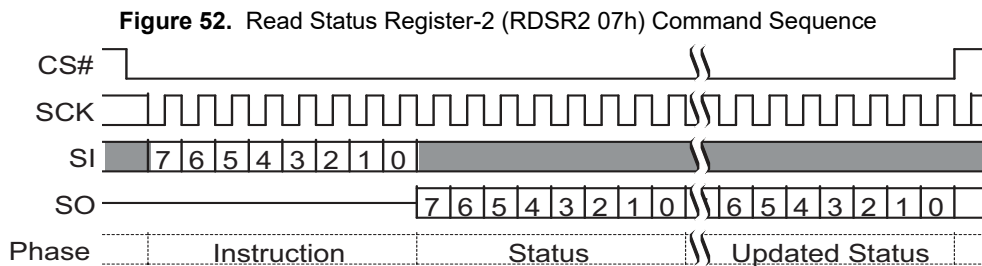 Figure 52. Read Status Register-2 (RDSR2 07h) Command Sequence
CS#
SCK
SI 7 6 5 4 3 2 1 0
SO 7 6 5 4 3 2 1 0 6 5 4 3 2 1 0
Phase Instruction Status Updated Status